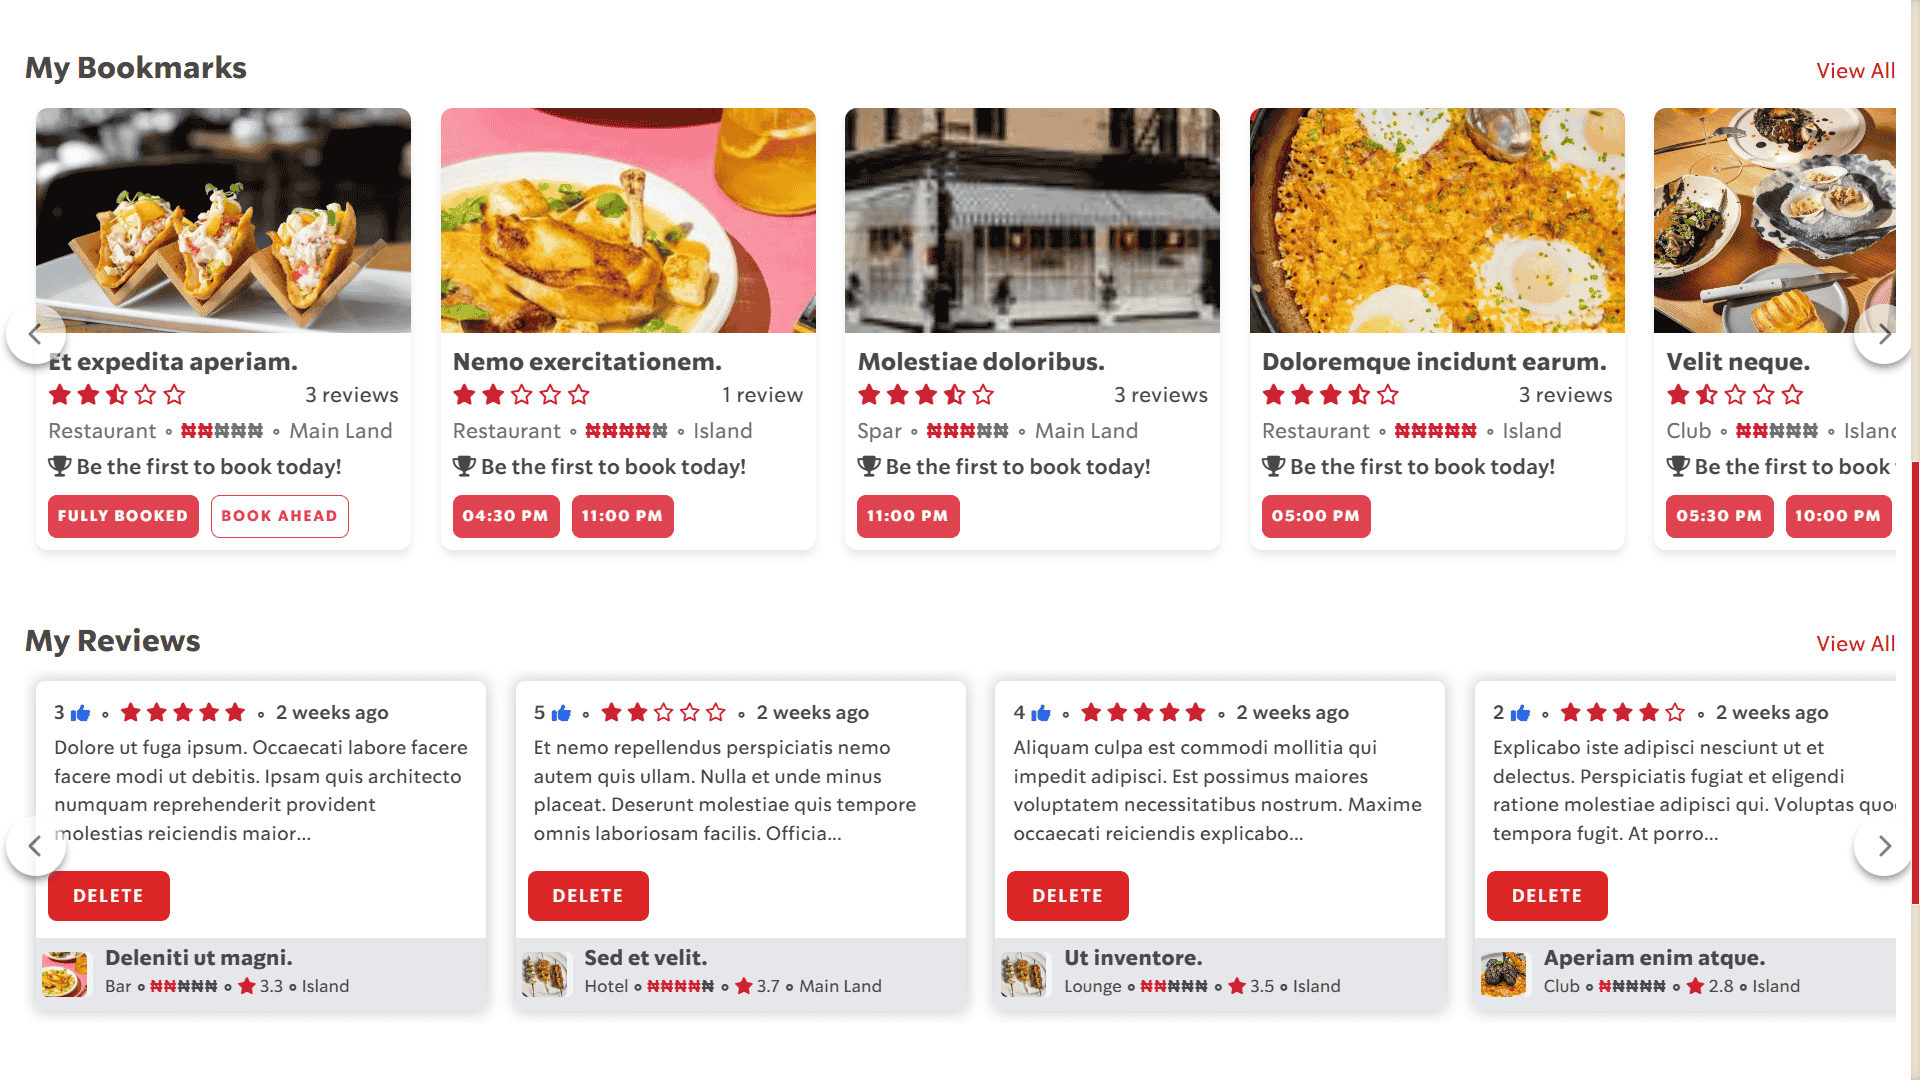 My Bookmarks
View All
Et expedita aperiam.
3 reviews
Restaurant ∘ ₦₦₦₦₦ ∘ Main Land
Be the first to book today!
FULLY BOOKED
BOOK AHEAD
Nemo exercitationem.
1 review
Restaurant ∘ ₦₦₦₦₦ ∘ Island
Be the first to book today!
04:30 PM
11:00 PM
Molestiae doloribus.
3 reviews
Spar ∘ ₦₦₦₦₦ ∘ Main Land
Be the first to book today!
11:00 PM
Doloremque incidunt earum.
3 reviews
Restaurant ∘ ₦₦₦₦₦ ∘ Island
Be the first to book today!
05:00 PM
Velit neque.
Club ∘ ₦₦₦₦₦ ∘
Be the first to book
05:30 PM
10:00 PM
My Reviews
View All
3 ∘ ∘ 2 weeks ago
Dolore ut fuga ipsum. Occaecati labore facere
facere modi ut debitis. Ipsam quis architecto
numquam reprehenderit provident
molestias reiciendis maior...
DELETE
Deleniti ut magni.
Bar ∘ ₦₦₦₦₦ ∘ 3.3 ∘ Island
5 ∘ ∘ 2 weeks ago
Et nemo repellendus perspiciatis nemo
autem quis ullam. Nulla et unde minus
placeat. Deserunt molestiae quis tempore
omnis laboriosam facilis. Officia...
DELETE
Sed et velit.
Hotel ∘ ₦₦₦₦₦ ∘ 3.7 ∘ Main Land
4 ∘ ∘ 2 weeks ago
Aliquam culpa est commodi mollitia qui
impedit adipisci. Est possimus maiores
voluptatem necessitatibus nostrum. Maxime
occaecati reiciendis explicabo...
DELETE
Ut inventore.
Lounge ∘ ₦₦₦₦₦ ∘ 3.5 ∘ Island
2 ∘ ∘ 2 weeks ago
Explicabo iste adipisci nesciunt ut et
delectus. Perspiciatis fugiat et eligendi
ratione molestiae adipisci qui. Voluptas
tempora fugit. At porro...
DELETE
Aperiam enim atque.
Club ∘ ₦₦₦₦₦ ∘ 2.8 ∘ Island